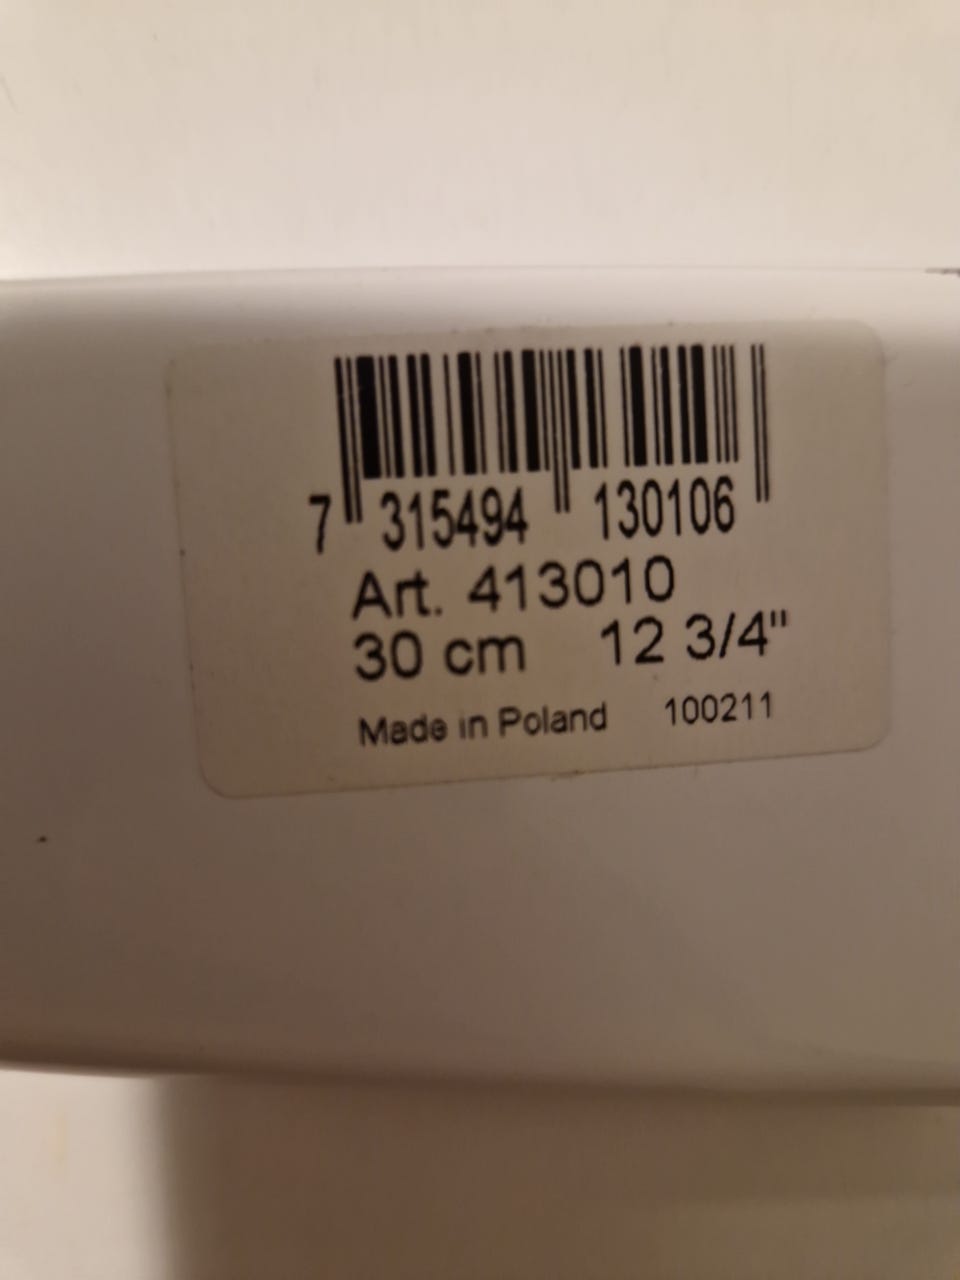 7 315494 130106
Art. 413010
30 cm 12 3/4"
Made in Poland 100211